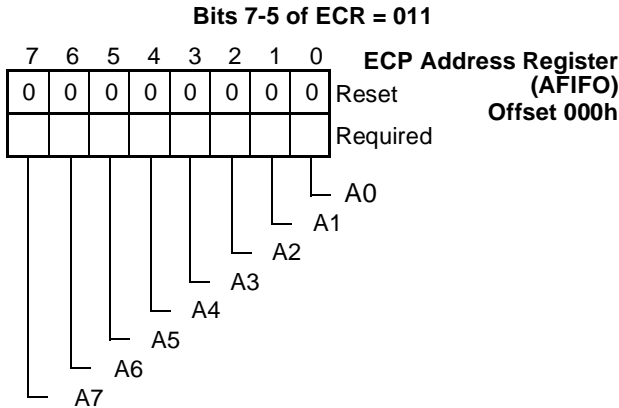 Bits 7-5 of ECR = 011
7 6 5 4 3 2 1 0
ECP Address Register
(AFIFO)
Offset 000h
0 0 0 0 0 0 0 0 Reset
Required
A0
A1
A2
A3
A4
A5
A6
A7